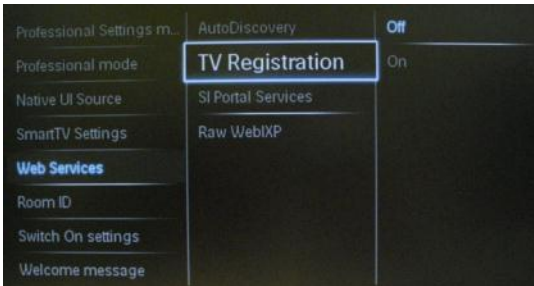 Professional Settings m...
Professional mode
Native UI Source
SmartTV Settings
Web Services
Room ID
Switch On settings
Welcome message
AutoDiscovery
TV Registration
SI Portal Services
Raw WebIXP
Off
On